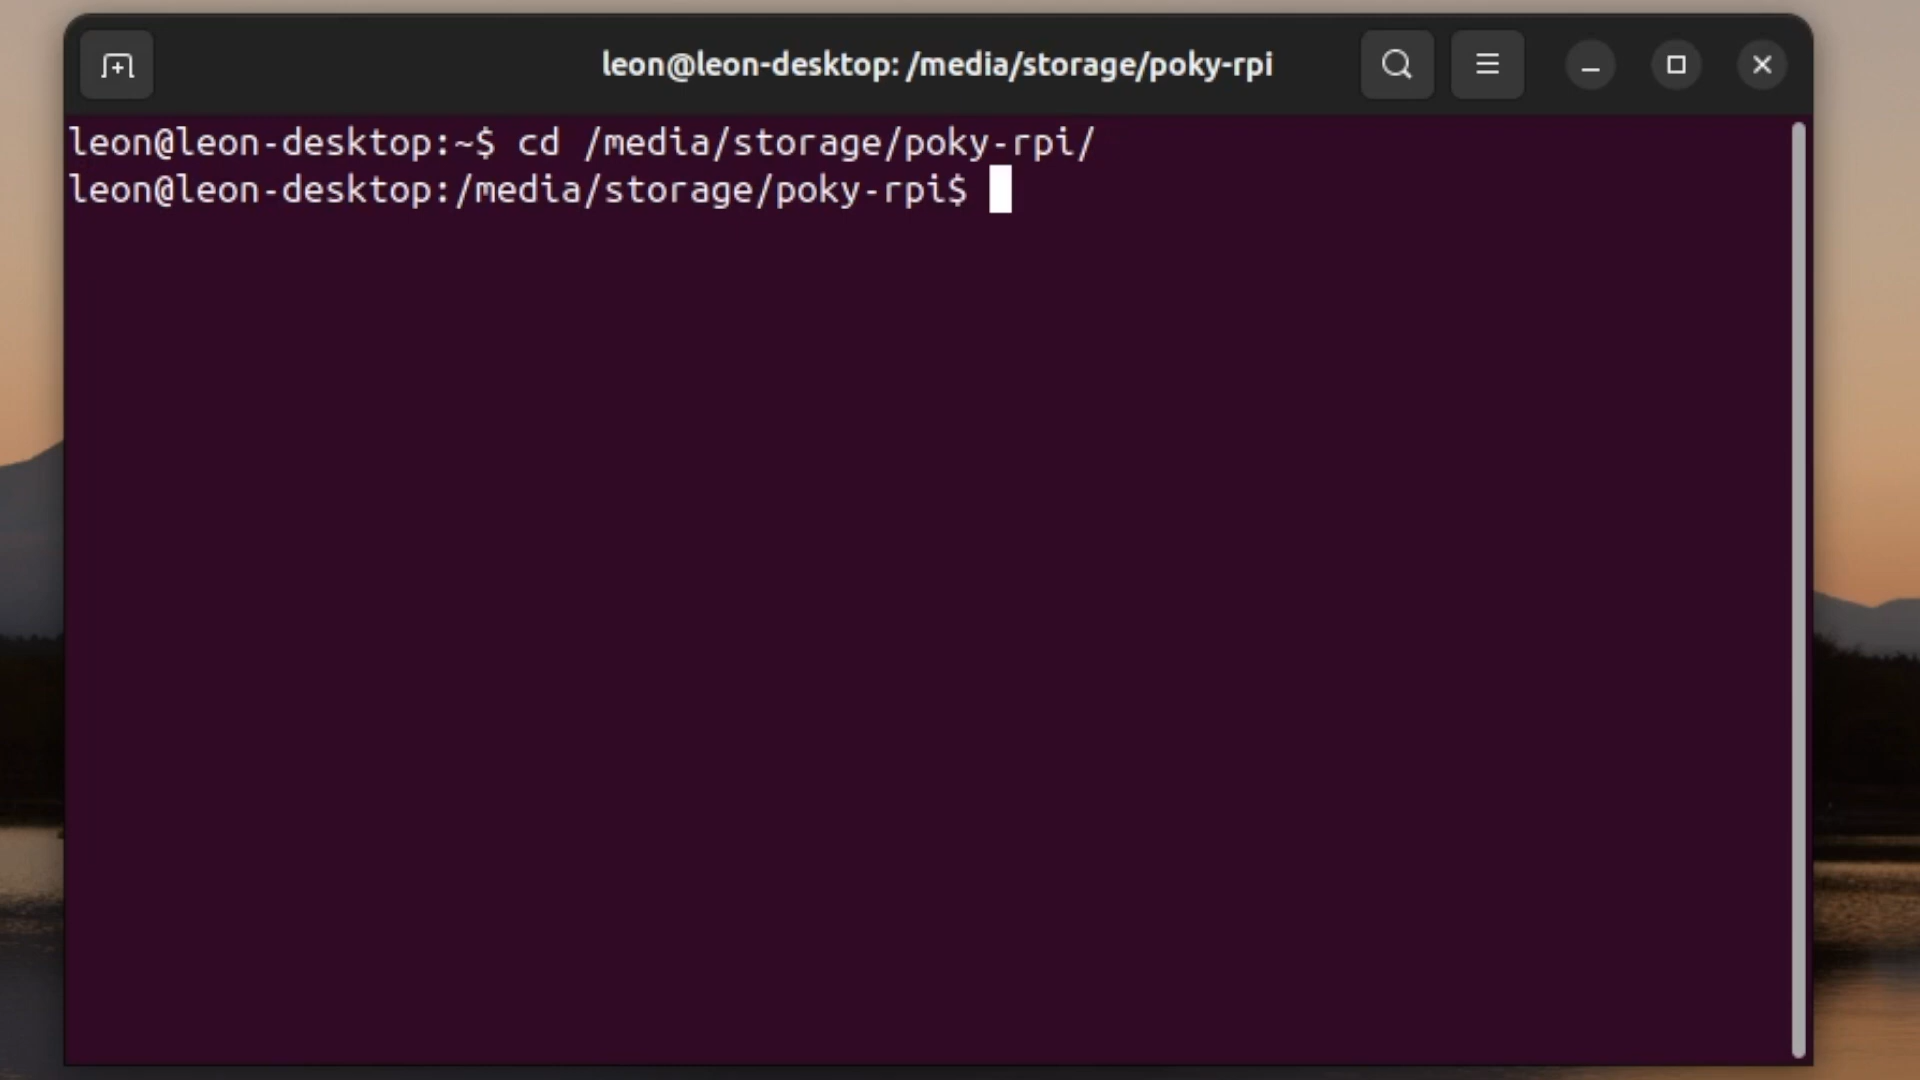 leon@leon-desktop: /media/storage/poky-rpi
leon@leon-desktop:~$ cd /media/storage/poky-rpi/
leon@leon-desktop:/media/storage/poky-rpi$